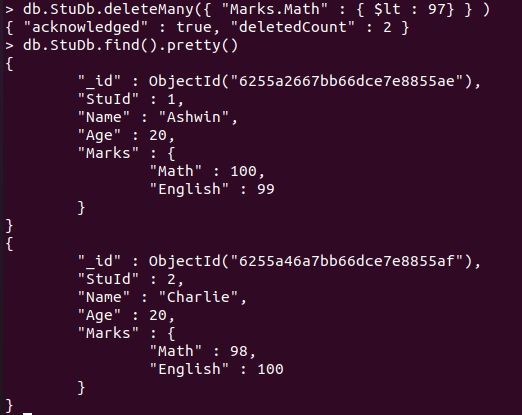 > db.StuDb.deleteMany({ "Marks.Math" : { $lt : 97} } )
{ "acknowledged" : true, "deletedCount" : 2 }
> db.StuDb.find().pretty()
{
"_id" : ObjectId("6255a2667bb66dce7e8855ae"),
"StuId" : 1,
"Name" : "Ashwin",
"Age" : 20,
"Marks" : {
"Math" : 100,
"English" : 99
}
}
{
"_id" : ObjectId("6255a46a7bb66dce7e8855af"),
"StuId" : 2,
"Name" : "Charlie",
"Age" : 20,
"Marks" : {
"Math" : 98,
"English" : 100
}
}